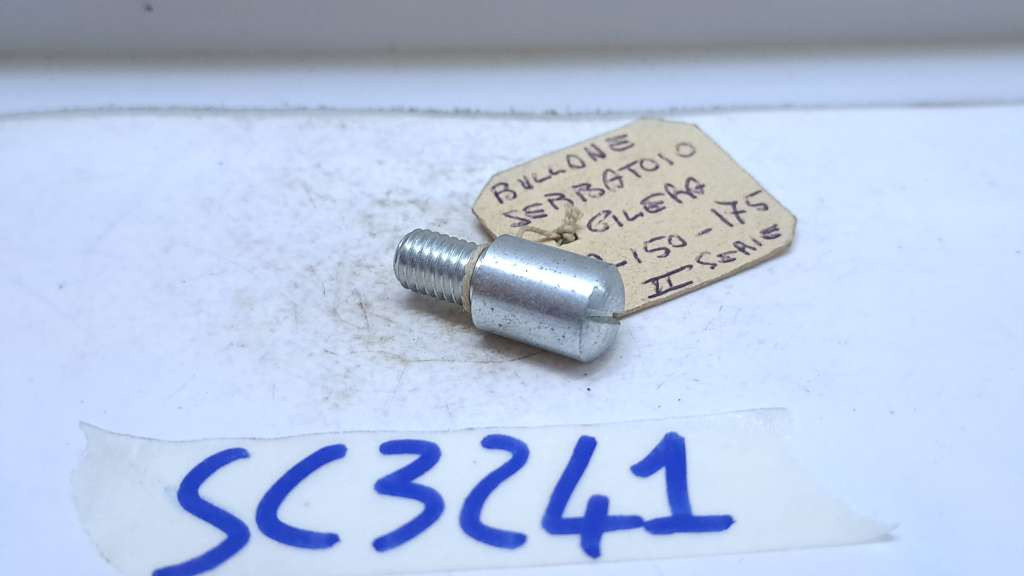 BULLONE
SERBATOIO
GILERA
-150-175
II SERIE
SC3241